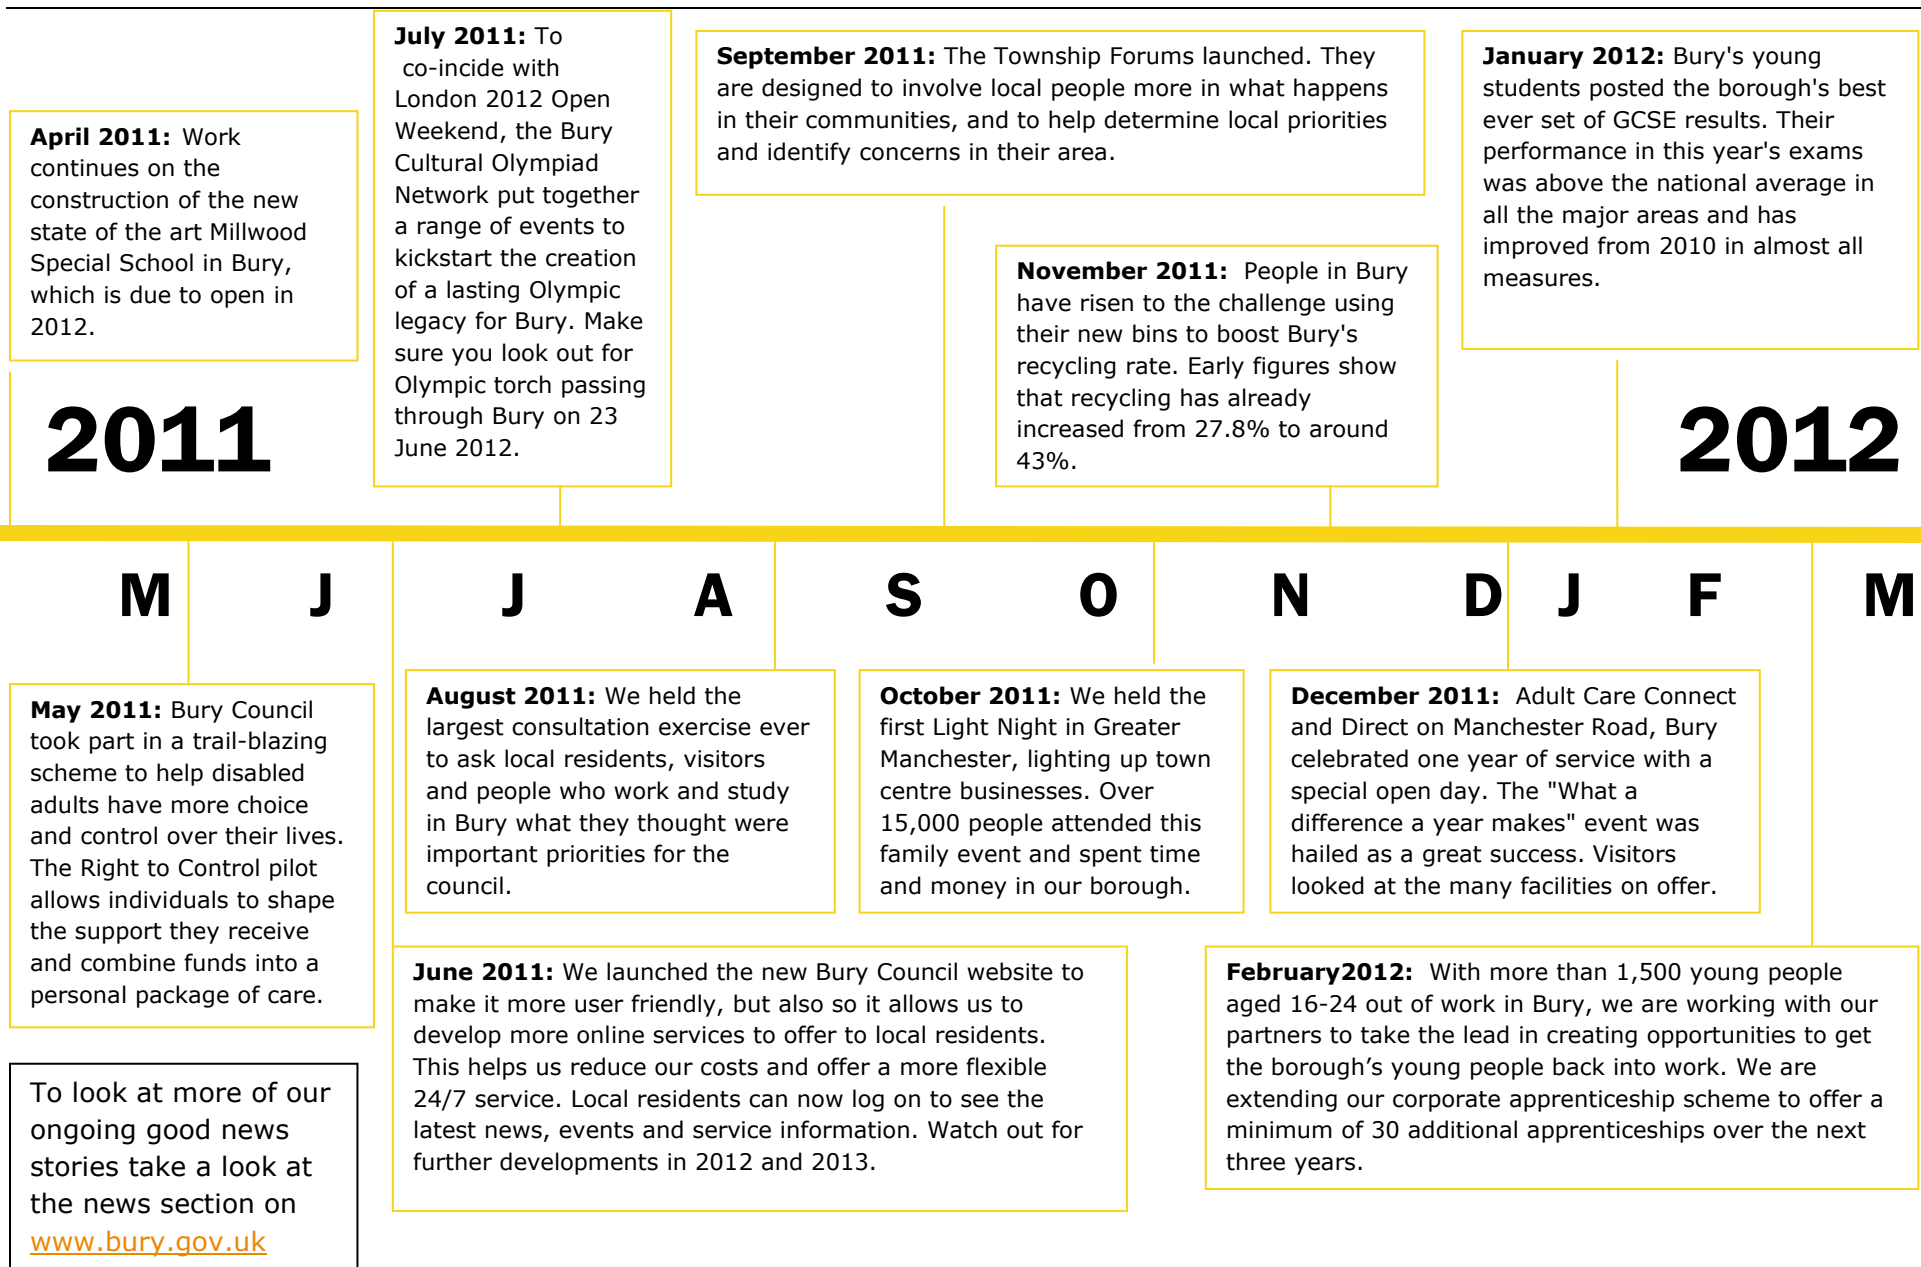 April 2011: Work
continues on the
construction of the new
state of the art Millwood
Special School in Bury,
which is due to open in
2012.
July 2011: To
co-incide with
London 2012 Open
Weekend, the Bury
Cultural Olympiad
Network put together
a range of events to
kickstart the creation
of a lasting Olympic
legacy for Bury. Make
sure you look out for
Olympic torch passing
through Bury on 23
June 2012.
September 2011: The Township Forums launched. They
are designed to involve local people more in what happens
in their communities, and to help determine local priorities
and identify concerns in their area.
November 2011: People in Bury
have risen to the challenge using
their new bins to boost Bury's
recycling rate. Early figures show
that recycling has already
increased from 27.8% to around
43%.
January 2012: Bury's young
students posted the borough's best
ever set of GCSE results. Their
performance in this year's exams
was above the national average in
all the major areas and has
improved from 2010 in almost all
measures.
2011
2012
M J J A S O N D J F M
May 2011: Bury Council
took part in a trail-blazing
scheme to help disabled
adults have more choice
and control over their lives.
The Right to Control pilot
allows individuals to shape
the support they receive
and combine funds into a
personal package of care.
August 2011: We held the
largest consultation exercise ever
to ask local residents, visitors
and people who work and study
in Bury what they thought were
important priorities for the
council.
October 2011: We held the
first Light Night in Greater
Manchester, lighting up town
centre businesses. Over
15,000 people attended this
family event and spent time
and money in our borough.
December 2011: Adult Care Connect
and Direct on Manchester Road, Bury
celebrated one year of service with a
special open day. The "What a
difference a year makes" event was
hailed as a great success. Visitors
looked at the many facilities on offer.
June 2011: We launched the new Bury Council website to
make it more user friendly, but also so it allows us to
develop more online services to offer to local residents.
This helps us reduce our costs and offer a more flexible
24/7 service. Local residents can now log on to see the
latest news, events and service information. Watch out for
further developments in 2012 and 2013.
February2012: With more than 1,500 young people
aged 16-24 out of work in Bury, we are working with our
partners to take the lead in creating opportunities to get
the borough’s young people back into work. We are
extending our corporate apprenticeship scheme to offer a
minimum of 30 additional apprenticeships over the next
three years.
To look at more of our
ongoing good news
stories take a look at
the news section on
www.bury.gov.uk